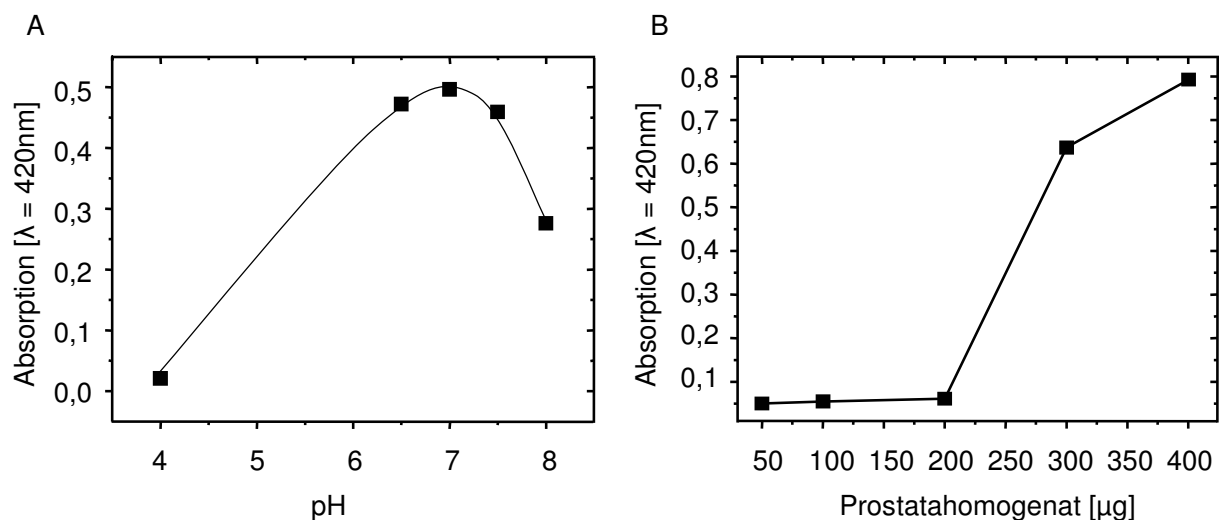 A
Absorption [λ = 420nm]
0,5
0,4
0,3
0,2
0,1
0,0
4 5 6 7 8
pH
B
Absorption [λ = 420nm]
0,8
0,7
0,6
0,5
0,4
0,3
0,2
0,1
50 100 150 200 250 300 350 400
Prostatahomogenat [µg]